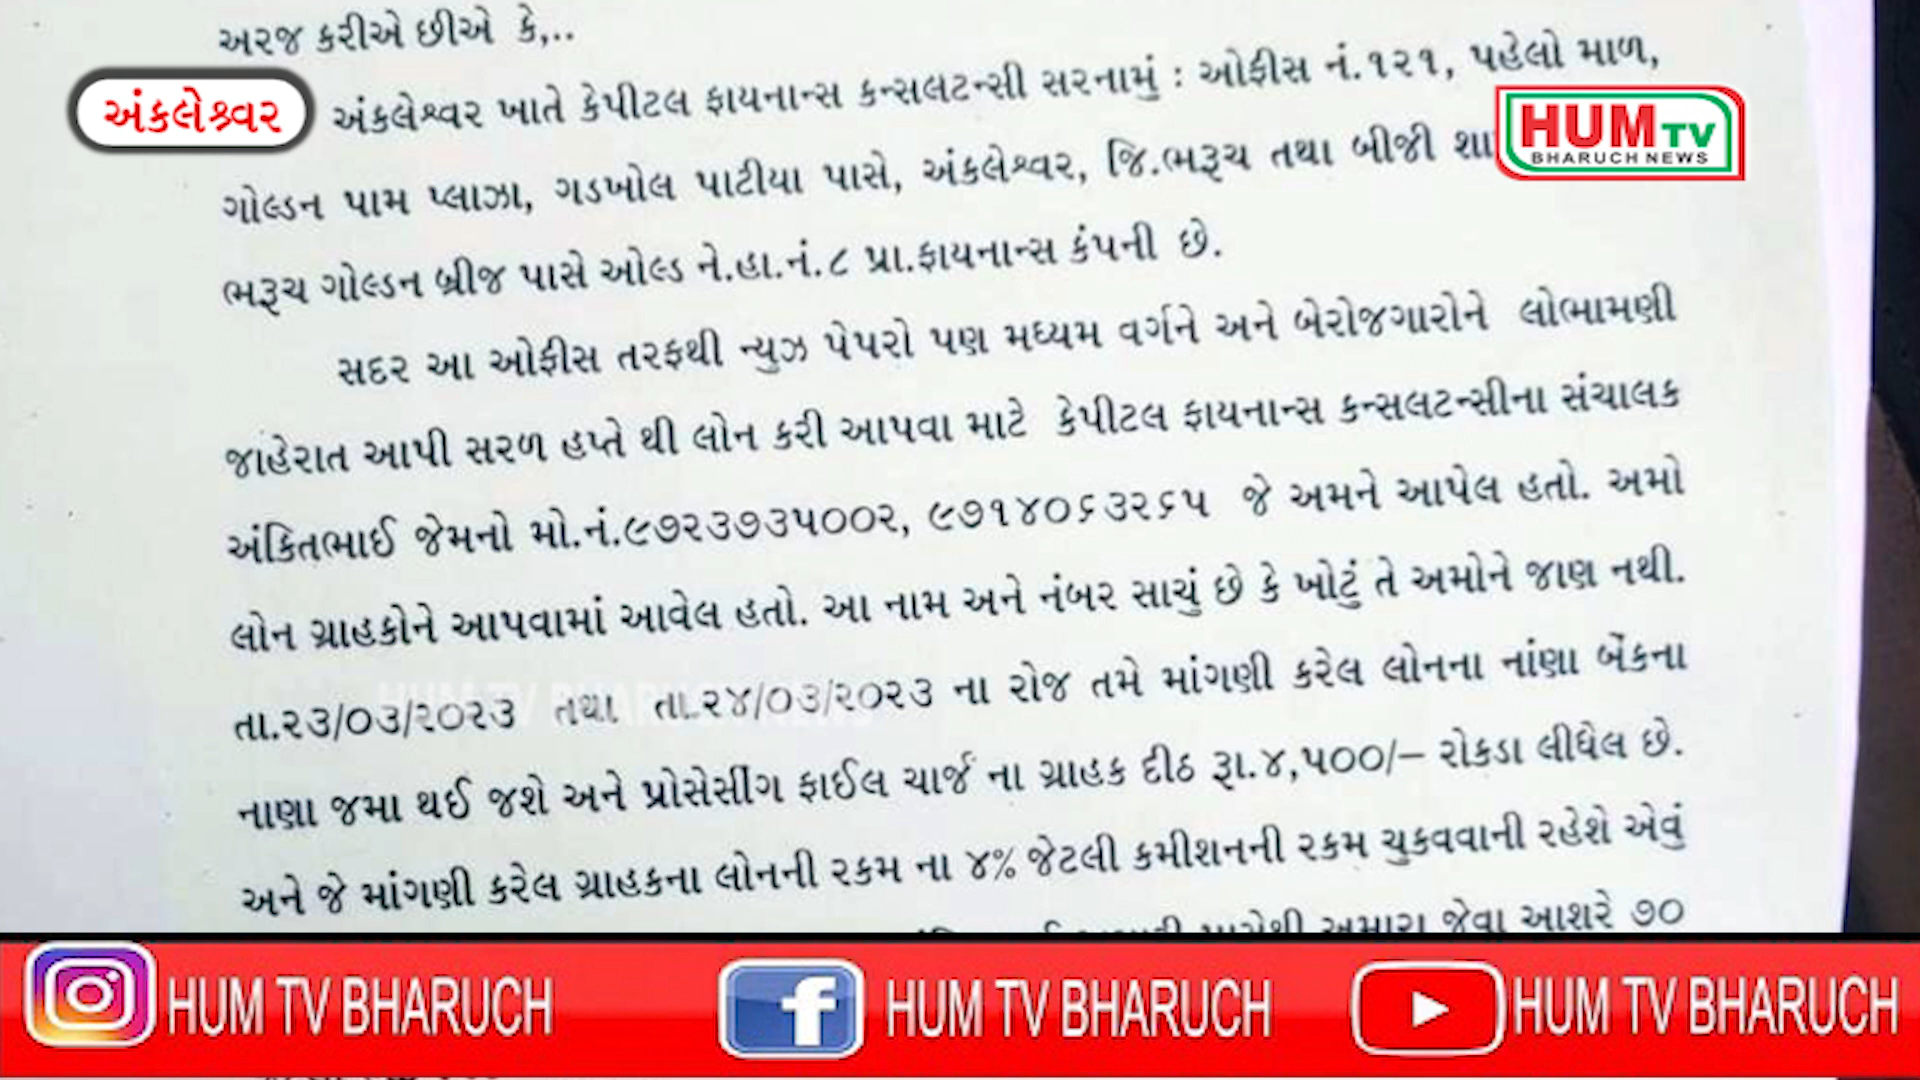 અરજ કરીએ છીએ કે,..
અંકલેશ્વર
અંકલેશ્વર ખાતે કેપીટલ ફાયનાન્સ કન્સલટન્સી સરનામું : ઓફીસ નં.૧૨૧, પહેલો માળ,
HUM TV
BHARUCH NEWS
ગોલ્ડન પામ પ્લાઝા, ગડખોલ પાટીયા પાસે, અંકલેશ્વર, જિ.ભરૂચ તથા બીજી
ભરૂચ ગોલ્ડન બ્રીજ પાસે ઓલ્ડ ને.હા.નં.૮ પ્રા.ફાયનાન્સ કંપની છે.
સદર આ ઓફીસ તરફથી ન્યુઝ પેપરો પણ મધ્યમ વર્ગને અને બેરોજગારોને લોભામણી
જાહેરાત આપી સરળ હપ્તે થી લોન કરી આપવા માટે કેપીટલ ફાયનાન્સ કન્સલટન્સીના સંચાલક
અંકિતભાઈ જેમનો મો.નં.૯૭૨૩૭૩૫૦૦૨, ૯૭૧૪૦૬૩૨૬૫ જે અમને આપેલ હતો. અમો
લોન ગ્રાહકોને આપવામાં આવેલ હતો. આ નામ અને નંબર સાચું છે કે ખોટું તે અમોને જાણ નથી.
તા.૨૩/૦૩/૨૦૨૩ તથા તા.૨૪/૦૩/૨૦૨૩ ના રોજ તમે માંગણી કરેલ લોનના નાંણા બેંકના
નાણા જમા થઈ જશે અને પ્રોસેસીંગ ફાઈલ ચાર્જ ના ગ્રાહક દીઠ રૂા.૪,૫૦૦/– રોકડા લીધેલ છે.
અને જે માંગણી કરેલ ગ્રાહકના લોનની રકમ ના ૪% જેટલી કમીશનની રકમ ચુકવવાની રહેશે એવું
અમારા જેવા આશરે ૭૦
HUM TV BHARUCH
HUM TV BHARUCH
HUM TV BHARUCH